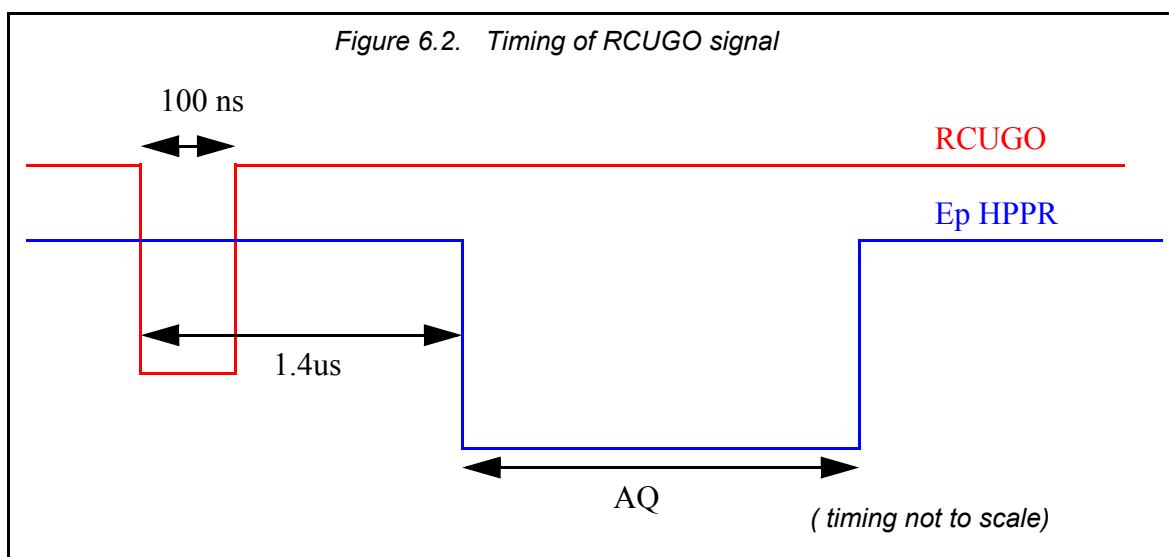 Figure 6.2. Timing of RCUGO signal
100 ns
RCUGO
Ep HPPR
1.4us
AQ
( timing not to scale)